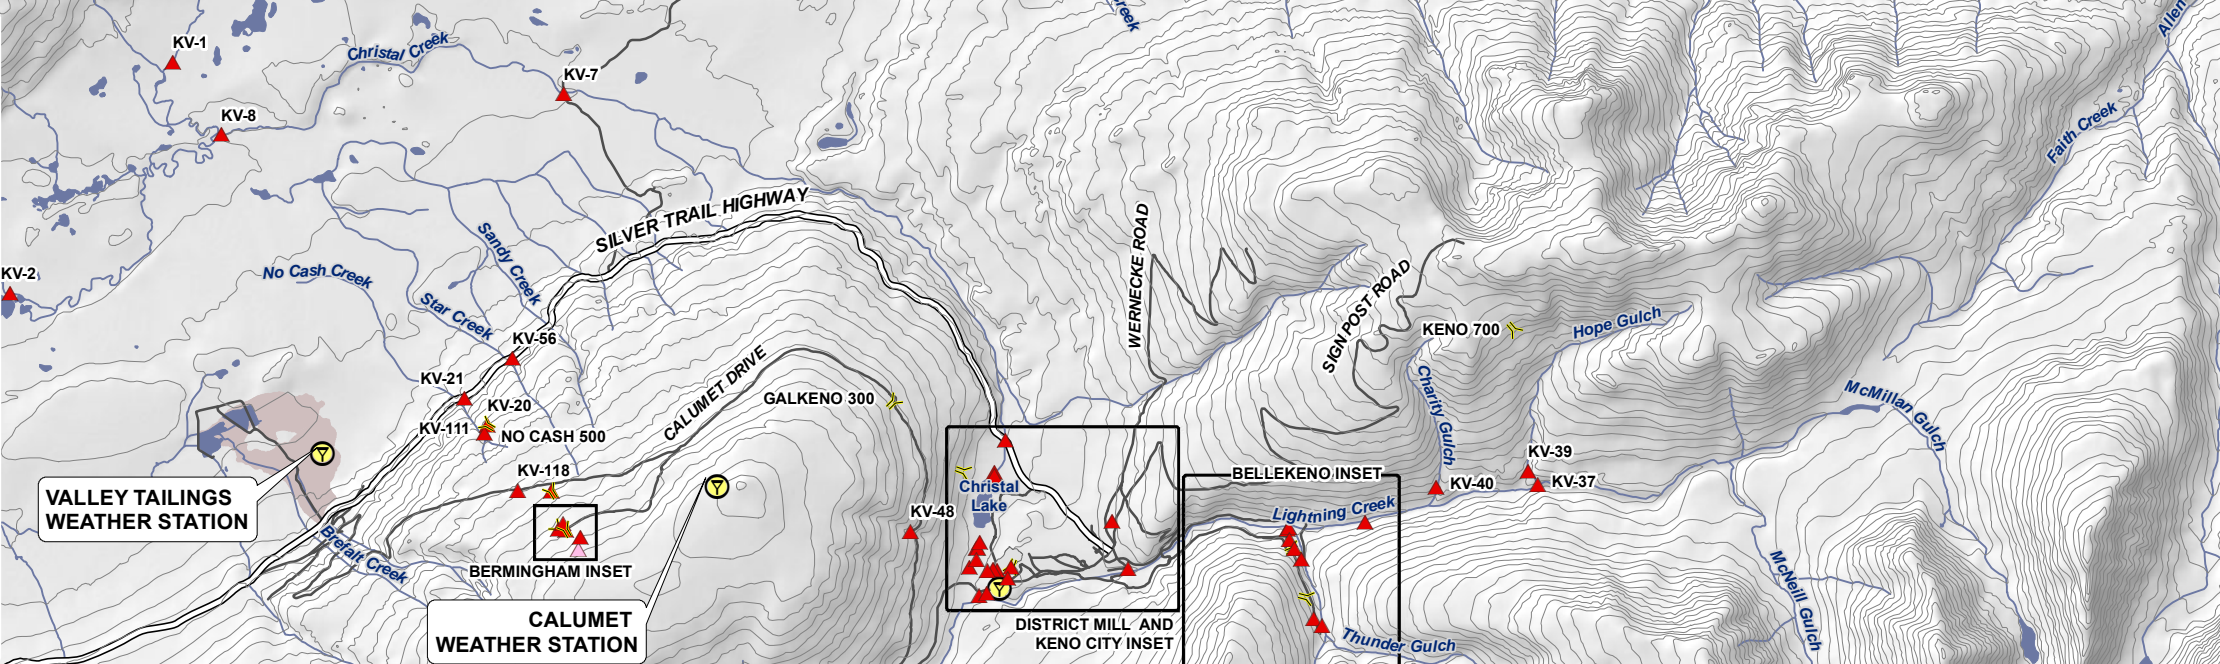 KV-1
Christal Creek
reek
Allen
KV-7
KV-8
Faith Creek
SILVER TRAIL HIGHWAY
Sandy Creek
WERNECKE ROAD
KV-2
No Cash Creek
Star Creek
SIGN POST ROAD
KENO 700
Hope Gulch
KV-56
CALUMET DRIVE
KV-21
GALKENO 300
Charity Gulch
McMillan Gulch
KV-20
KV-111
NO CASH 500
KV-39
KV-118
BELLEKENO INSET
KV-40
KV-37
VALLEY TAILINGS
WEATHER STATION
Christal
Lake
KV-48
Lightning Creek
Brefalt Creek
BERMINGHAM INSET
McNeill Gulch
CALUMET
WEATHER STATION
DISTRICT MILL AND
KENO CITY INSET
Thunder Gulch